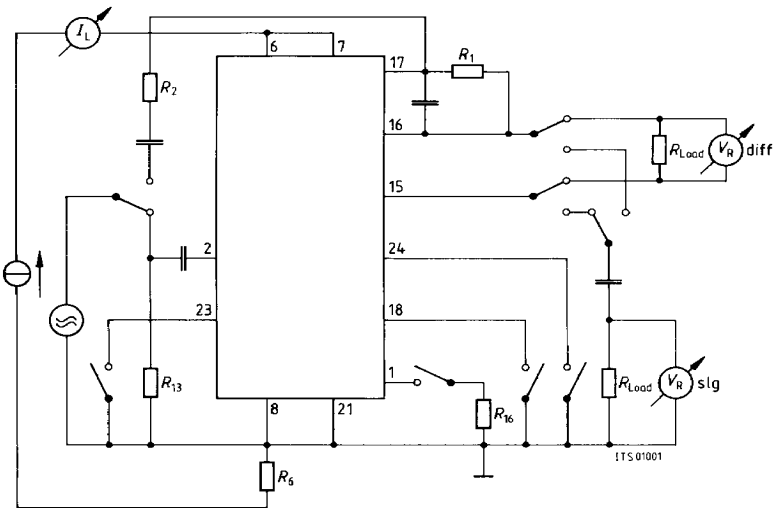 I_L
6 7
17 R_1
R_2
16
R_Load V_R diff
15
2 24
23 18
1
R_13 R_16 R_Load V_R slg
8 21
ITS01001
R_6